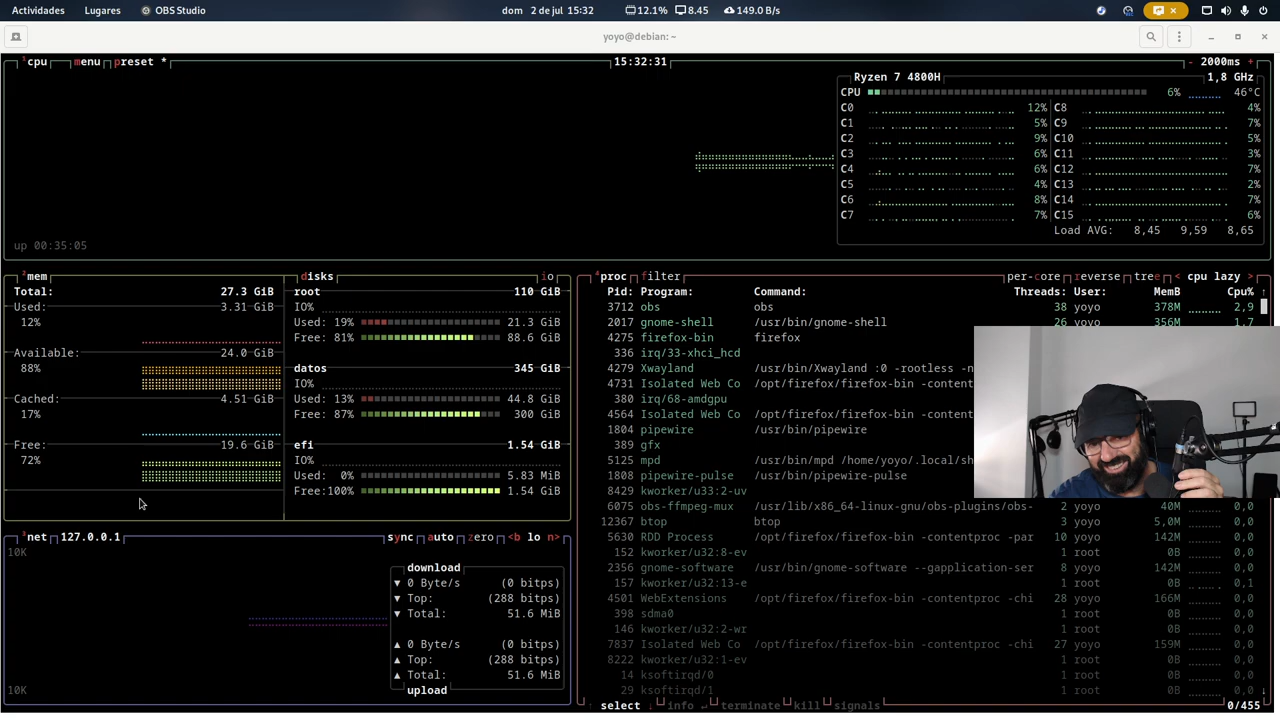 Actividades Lugares OBS Studio dom 2 de jul 15:32 12.1% 8.45 149.0 B/s
yoyo@debian: ~
1cpu menu preset * 15:32:31 - 2000ms +
Ryzen 7 4800H 1,8 GHz
CPU 6% 46°C
C0 12% C8 4%
C1 5% C9 7%
C2 9% C10 5%
C3 6% C11 3%
C4 6% C12 7%
C5 4% C13 2%
C6 8% C14 7%
C7 7% C15 6%
Load AVG: 8,45 9,59 8,65
up 00:35:05
2mem disks io
Total: 27.3 GiB
Used: 3.31 GiB
12%
Available: 24.0 GiB
88%
Cached: 4.51 GiB
17%
Free: 19.6 GiB
72%
root 110 GiB
IO%
Used: 19% 21.3 GiB
Free: 81% 88.6 GiB
datos 345 GiB
IO%
Used: 13% 44.8 GiB
Free: 87% 300 GiB
efi 1.54 GiB
IO%
Used: 0% 5.83 MiB
Free:100% 1.54 GiB
3net 127.0.0.1 sync auto zero <b lo n>
10K
download
▼ 0 Byte/s (0 bitps)
▼ Top: (288 bitps)
▼ Total: 51.6 MiB
▲ 0 Byte/s (0 bitps)
▲ Top: (288 bitps)
▲ Total: 51.6 MiB
upload
10K
4proc filter per-core reverse tree < cpu lazy >
Pid: Program: Command: Threads: User: MemB Cpu% ↑
3712 obs obs 38 yoyo 378M 2,9
2017 gnome-shell /usr/bin/gnome-shell 26 yoyo 356M 1,7
4275 firefox-bin firefox
336 irq/33-xhci_hcd
4279 Xwayland /usr/bin/Xwayland :0 -rootless -n
4731 Isolated Web Co /opt/firefox/firefox-bin -content
380 irq/68-amdgpu
4564 Isolated Web Co /opt/firefox/firefox-bin -content
1804 pipewire /usr/bin/pipewire
389 gfx
5125 mpd /usr/bin/mpd /home/yoyo/.local/sh
1808 pipewire-pulse /usr/bin/pipewire-pulse
8429 kworker/u33:2-uv
6075 obs-ffmpeg-mux /usr/lib/x86_64-linux-gnu/obs-plugins/obs- 2 yoyo 40M 0,0
12367 btop btop 3 yoyo 5,0M 0,0
5630 RDD Process /opt/firefox/firefox-bin -contentproc -par 10 yoyo 142M 0,0
152 kworker/u32:8-ev 1 root 0B 0,0
2356 gnome-software /usr/bin/gnome-software --gapplication-ser 8 yoyo 142M 0,0
157 kworker/u32:13-e 1 root 0B 0,1
4501 WebExtensions /opt/firefox/firefox-bin -contentproc -chi 28 yoyo 166M 0,0
398 sdma0 1 root 0B 0,0
146 kworker/u32:2-wr 1 root 0B 0,0
7837 Isolated Web Co /opt/firefox/firefox-bin -contentproc -chi 27 yoyo 159M 0,0
8222 kworker/u32:1-ev 1 root 0B 0,0
14 ksoftirqd/0 1 root 0B 0,0
29 ksoftirqd/1 1 root 0B 0,0
↑ select ↓ info ↵ terminate kill signals 0/455